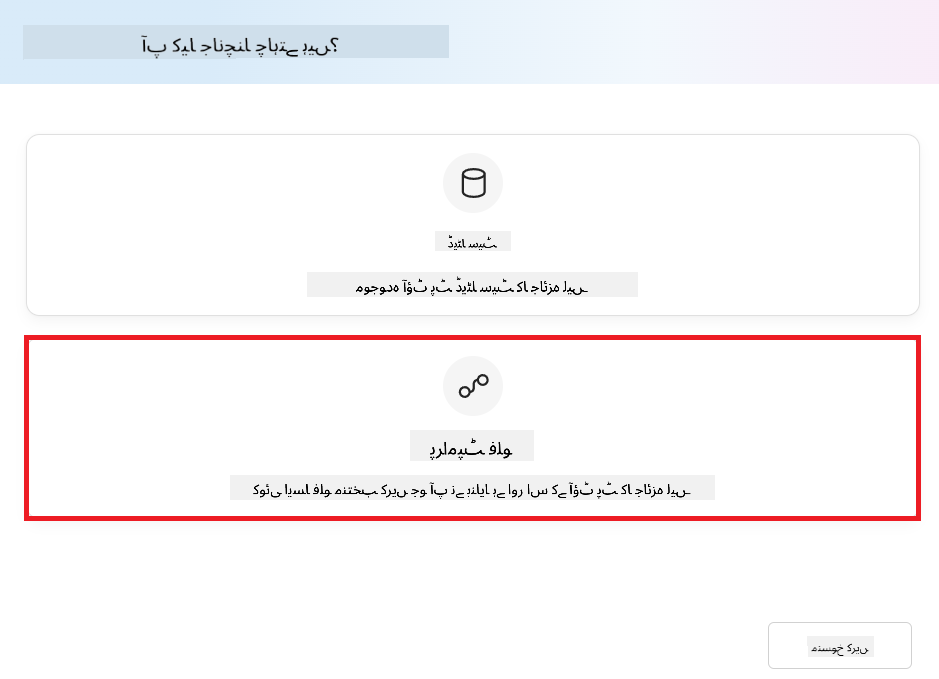 آپ کیا جانچنا چاہتے ہیں؟
ڈیٹا سیٹ
موجودہ آؤٹ پٹ ڈیٹا سیٹ کا جائزہ لیں
پرامپٹ فلو
کوئی ایسا فلو منتخب کریں جو آپ نے بنایا ہے اور اس کے آؤٹ پٹ کا جائزہ لیں
منسوخ کریں